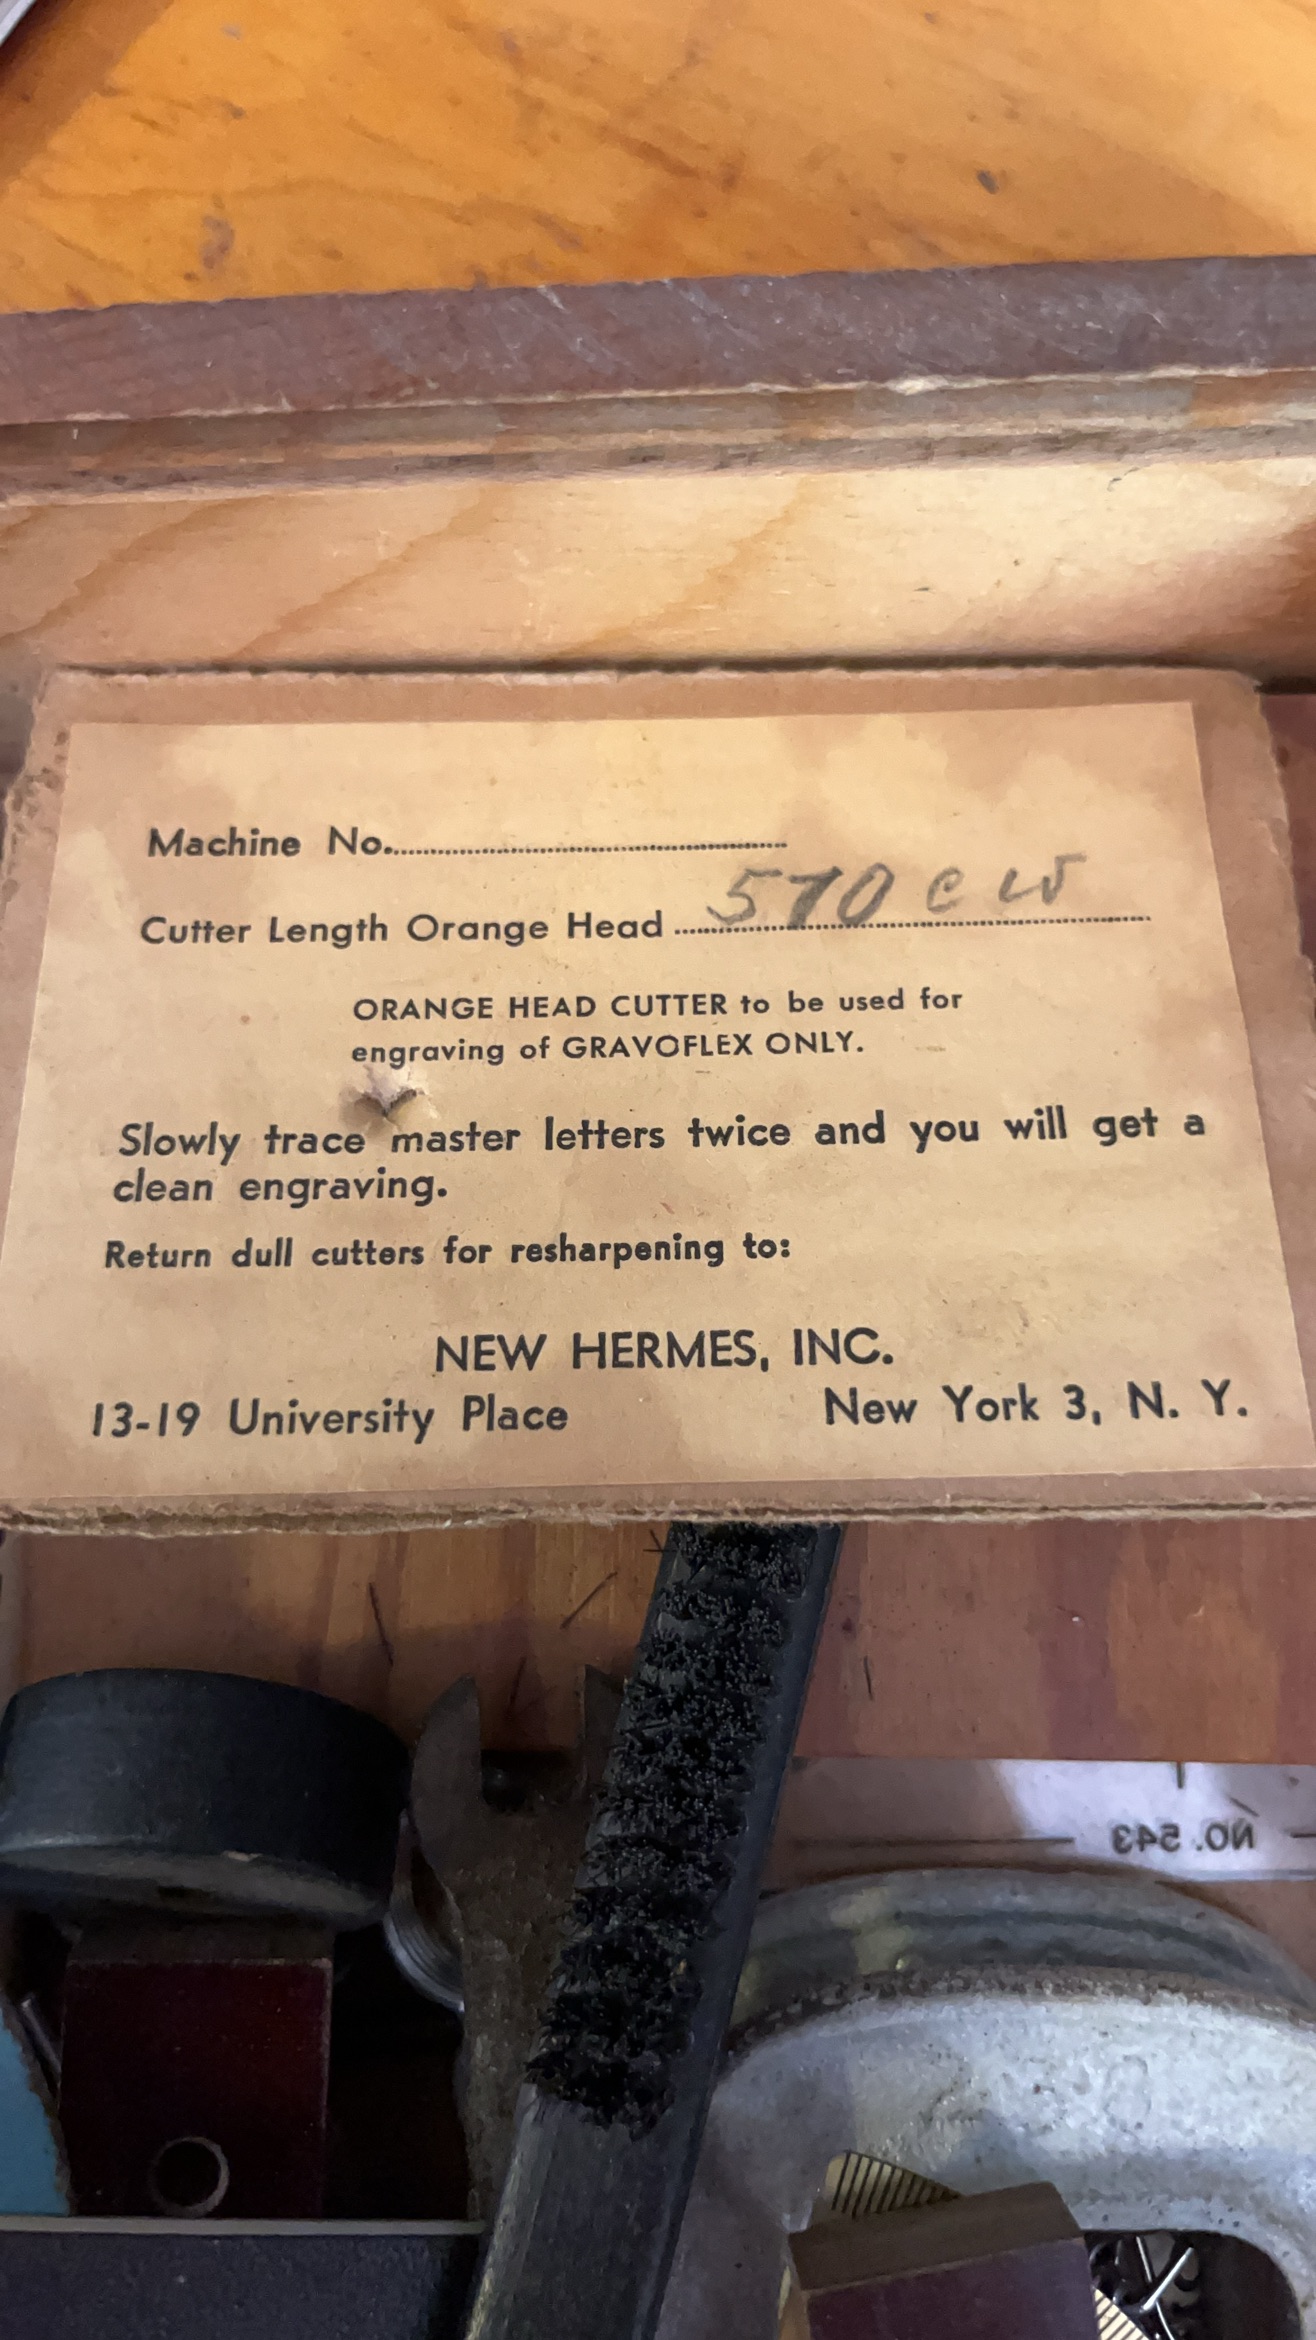 Machine No.
Cutter Length Orange Head 570 c w
ORANGE HEAD CUTTER to be used for
engraving of GRAVOFLEX ONLY.
Slowly trace master letters twice and you will get a
clean engraving.
Return dull cutters for resharpening to:
NEW HERMES, INC.
13-19 University Place New York 3, N. Y.
NO. 543